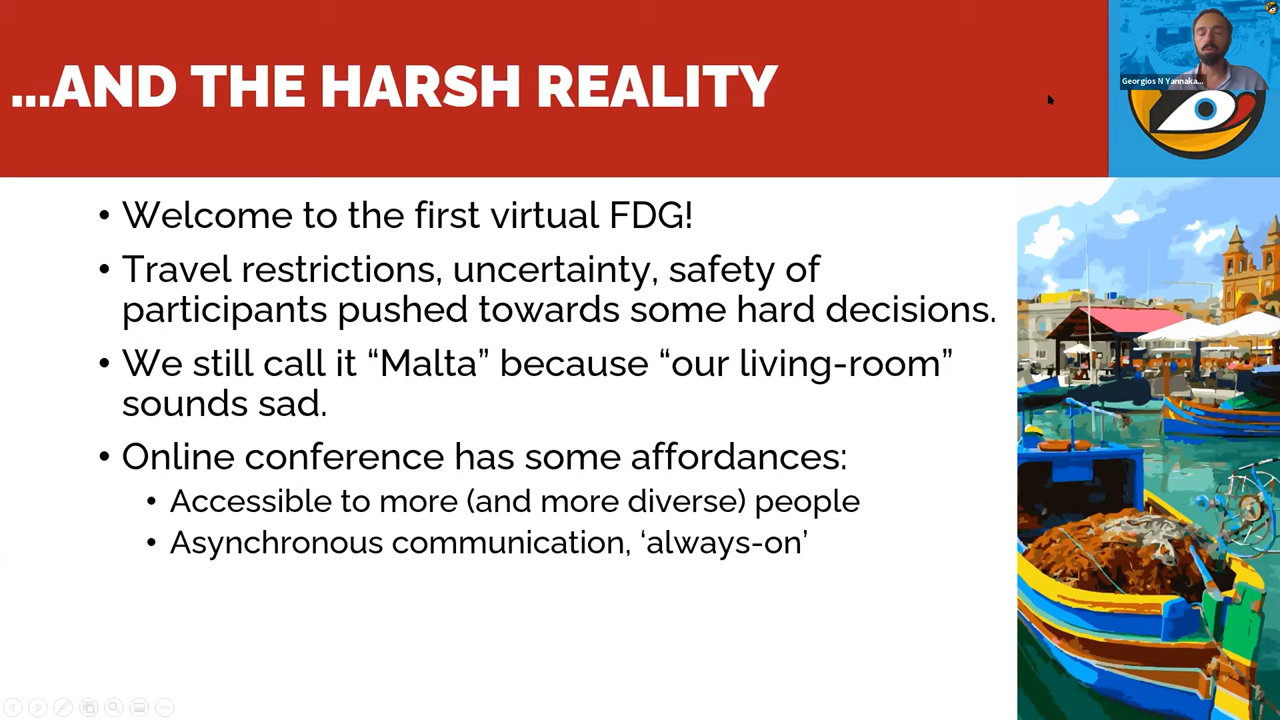 ...AND THE HARSH REALITY
Georgios N Yannaka...
• Welcome to the first virtual FDG!
• Travel restrictions, uncertainty, safety of
participants pushed towards some hard decisions.
• We still call it “Malta” because “our living-room”
sounds sad.
• Online conference has some affordances:
• Accessible to more (and more diverse) people
• Asynchronous communication, ‘always-on’